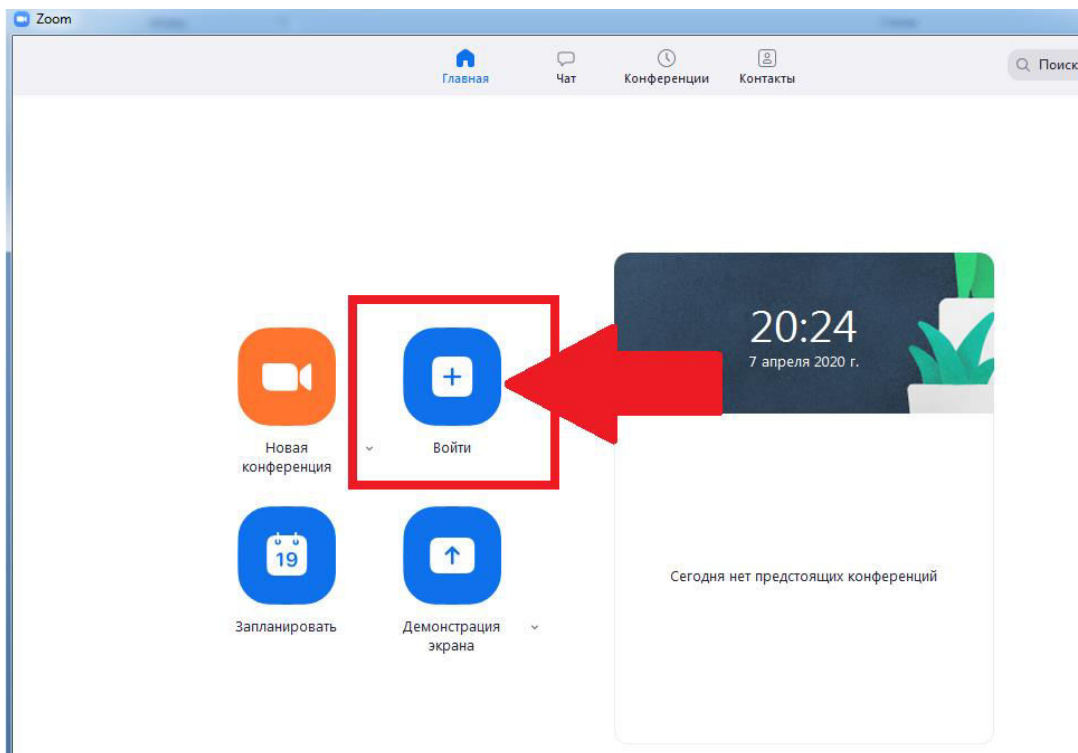 Zoom
Главная
Чат
Конференции
Контакты
Поиск
20:24
7 апреля 2020 г.
Новая
конференция
Войти
19
Запланировать
Демонстрация
экрана
Сегодня нет предстоящих конференций